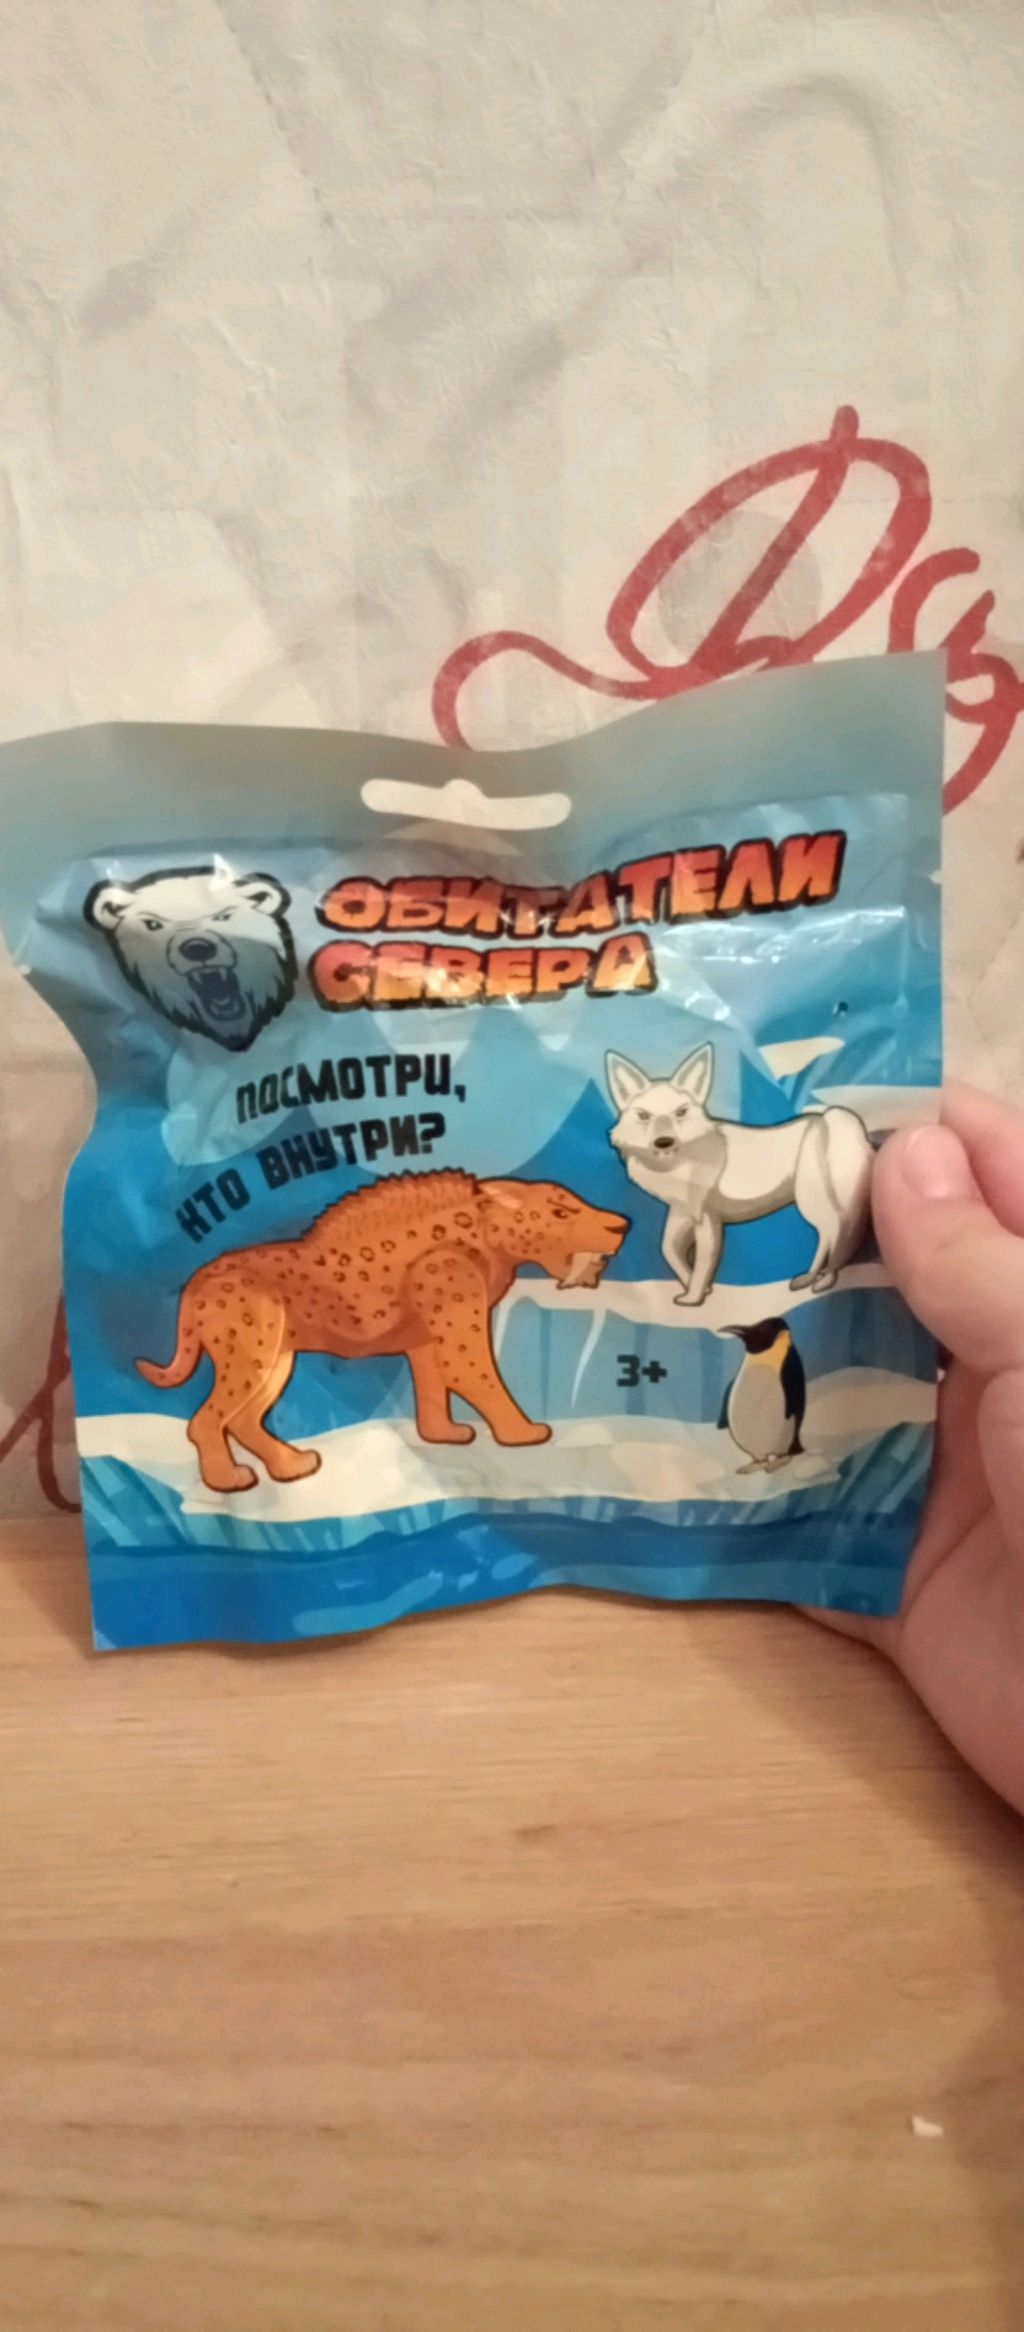 ОБИТАТЕЛИ
СЕВЕРА
ПОСМОТРИ,
КТО ВНУТРИ?
3+